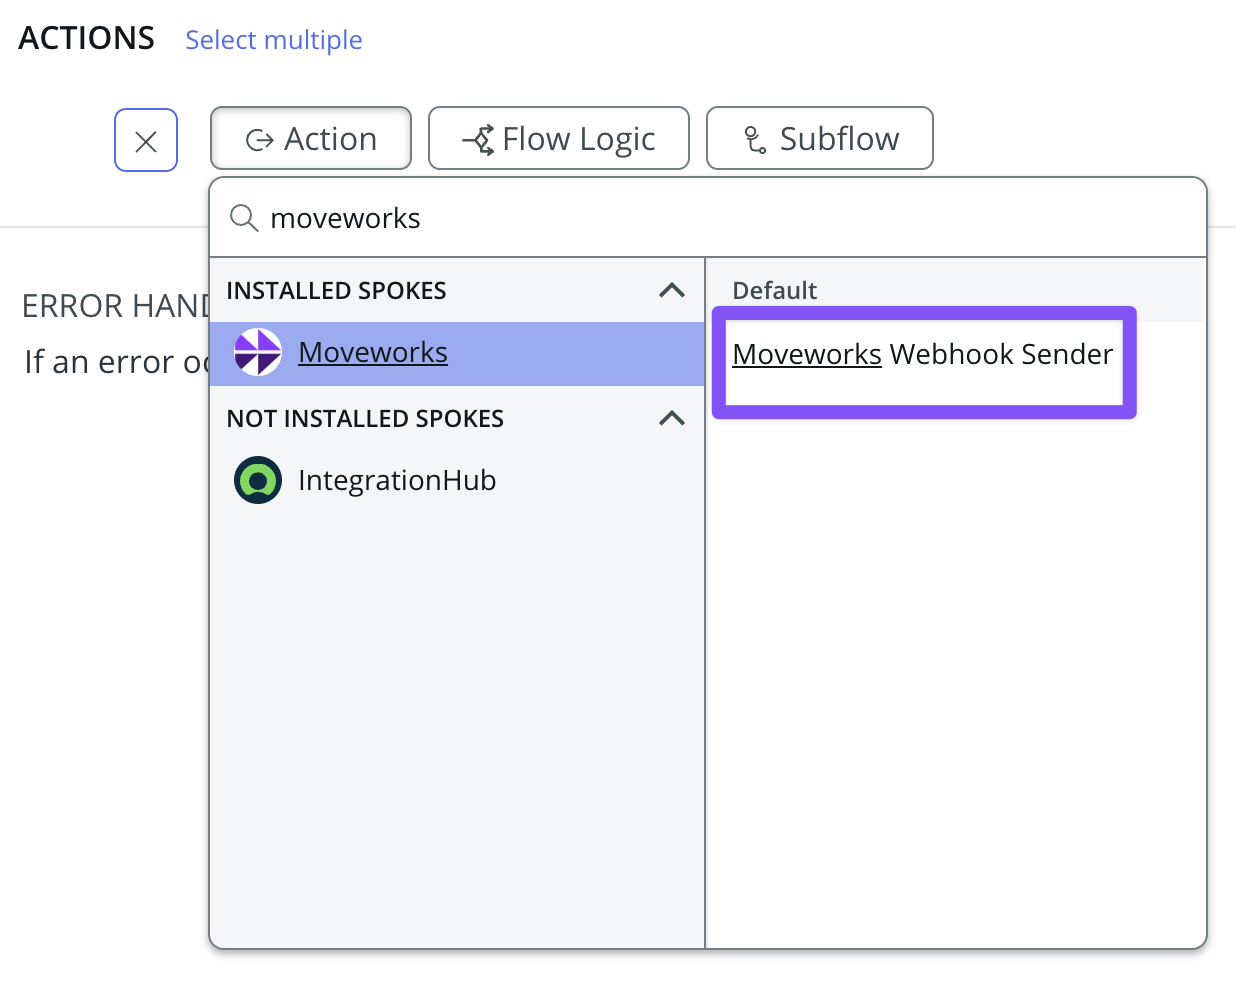 ACTIONS Select multiple
Action Flow Logic Subflow
moveworks
INSTALLED SPOKES
Moveworks
NOT INSTALLED SPOKES
IntegrationHub
Default
Moveworks Webhook Sender
ERROR HAND
If an error oc